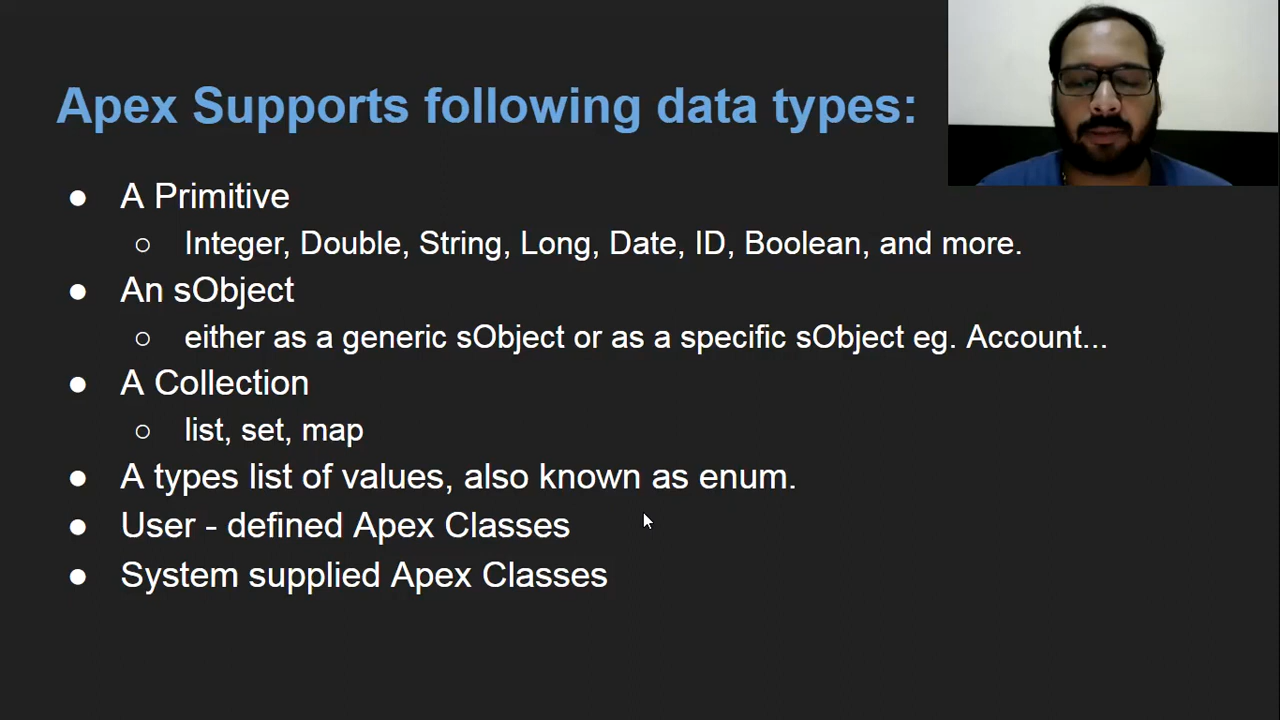 Apex Supports following data types:
● A Primitive
○ Integer, Double, String, Long, Date, ID, Boolean, and more.
● An sObject
○ either as a generic sObject or as a specific sObject eg. Account...
● A Collection
○ list, set, map
● A types list of values, also known as enum.
● User - defined Apex Classes
● System supplied Apex Classes